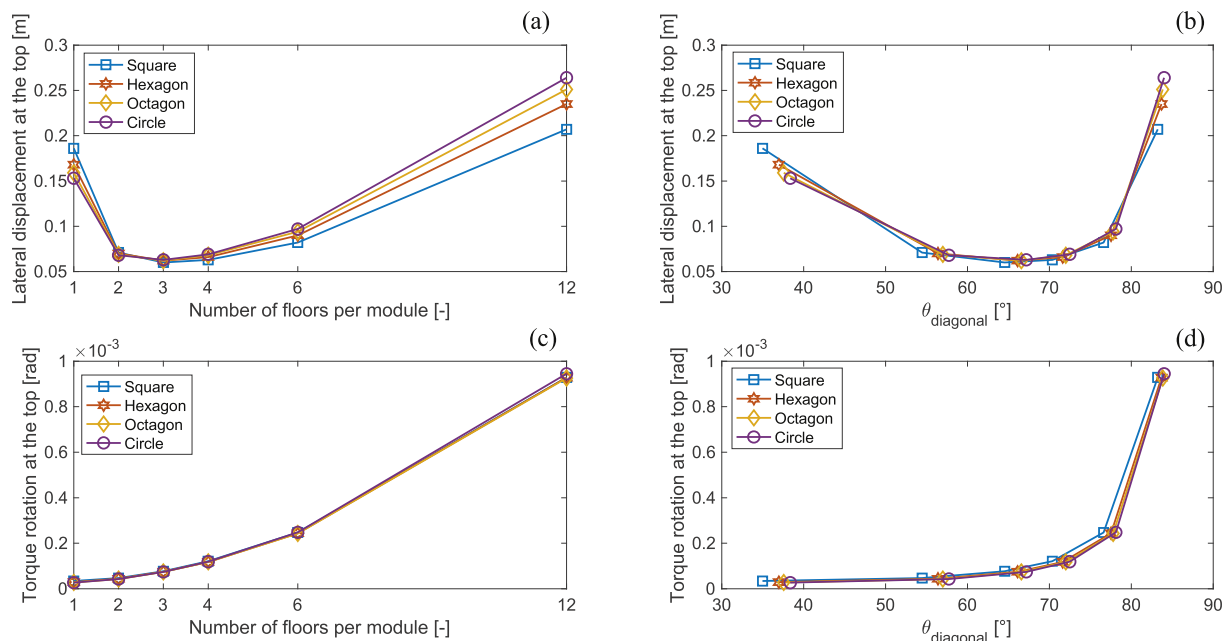 (a)
Lateral displacement at the top [m]
0.3
0.25
0.2
0.15
0.1
0.05
Square
Hexagon
Octagon
Circle
1 2 3 4 6 12
Number of floors per module [-]
(b)
Lateral displacement at the top [m]
0.3
0.25
0.2
0.15
0.1
0.05
Square
Hexagon
Octagon
Circle
30 40 50 60 70 80 90
θdiagonal [°]
(c)
×10-3
Torque rotation at the top [rad]
1
0.8
0.6
0.4
0.2
0
Square
Hexagon
Octagon
Circle
1 2 3 4 6 12
Number of floors per module [-]
(d)
×10-3
Torque rotation at the top [rad]
1
0.8
0.6
0.4
0.2
0
Square
Hexagon
Octagon
Circle
30 40 50 60 70 80 90
θdiagonal [°]